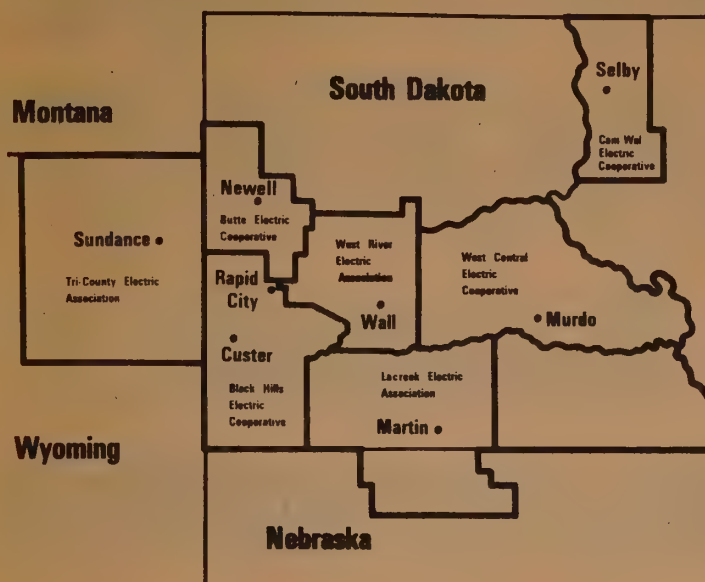 South Dakota
Selby
Montana
Cam Wal
Electric
Cooperative
Newell
Butte Electric
Cooperative
Sundance
Tri-County Electric
Association
West River
Electric
Association
West Central
Electric
Cooperative
Rapid
City
Wall
Murdo
Custer
Black Hills
Electric
Cooperative
Lacreek Electric
Association
Martin
Wyoming
Nebraska